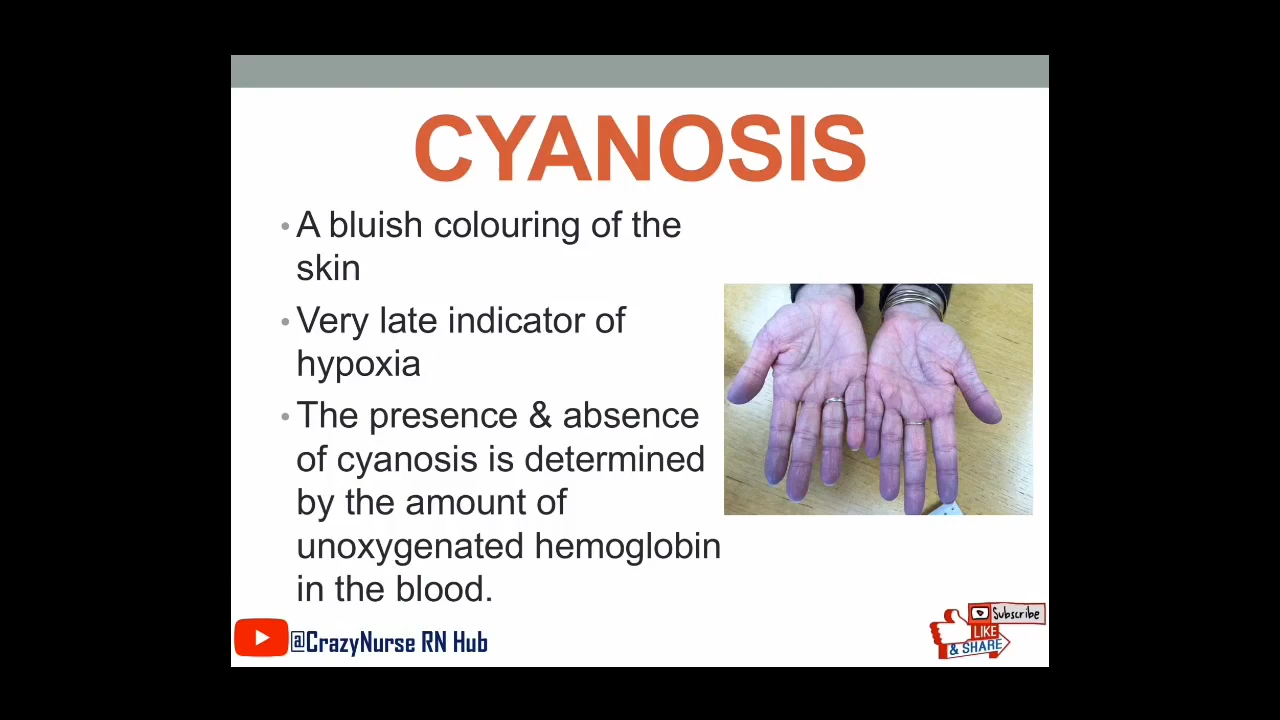 CYANOSIS
• A bluish colouring of the
skin
• Very late indicator of
hypoxia
• The presence & absence
of cyanosis is determined
by the amount of
unoxygenated hemoglobin
in the blood.
@CrazyNurse RN Hub
Subscribe
LIKE
& SHARE